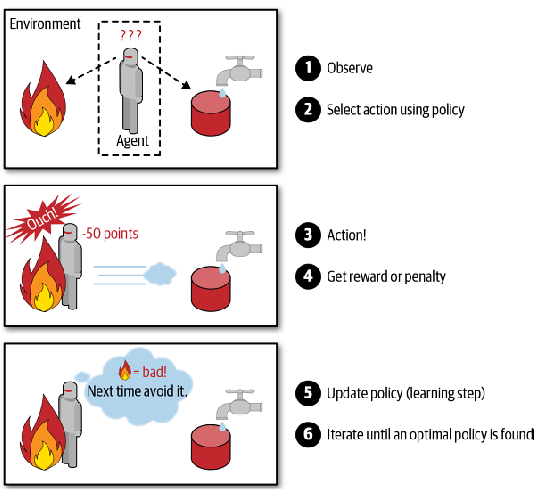 Environment
? ? ?
Agent
1 Observe
2 Select action using policy
Ouch!
-50 points
3 Action!
4 Get reward or penalty
= bad!
Next time avoid it.
5 Update policy (learning step)
6 Iterate until an optimal policy is found